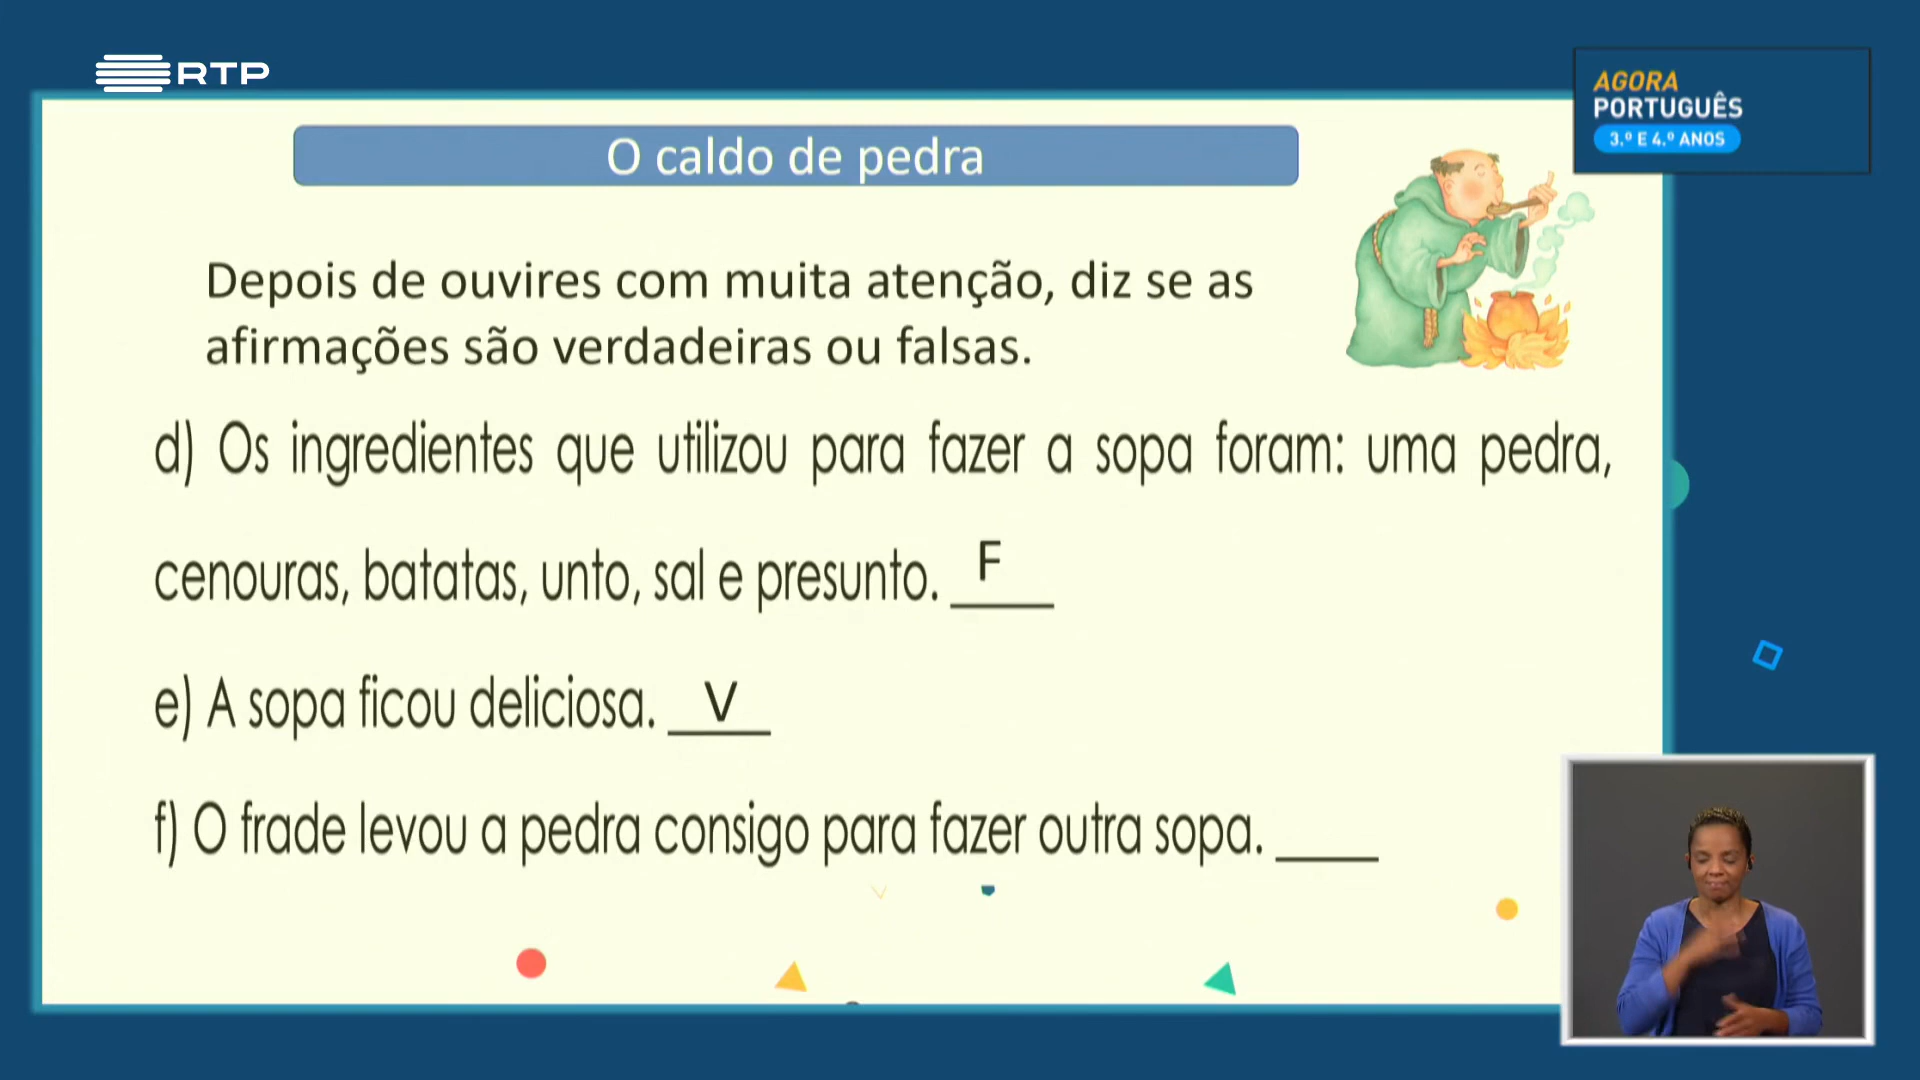 RTP
AGORA
PORTUGUÊS
3.º E 4.º ANOS
O caldo de pedra
Depois de ouvires com muita atenção, diz se as
afirmações são verdadeiras ou falsas.
d) Os ingredientes que utilizou para fazer a sopa foram: uma pedra,
cenouras, batatas, unto, sal e presunto. F
e) A sopa ficou deliciosa. V
f) O frade levou a pedra consigo para fazer outra sopa. ____